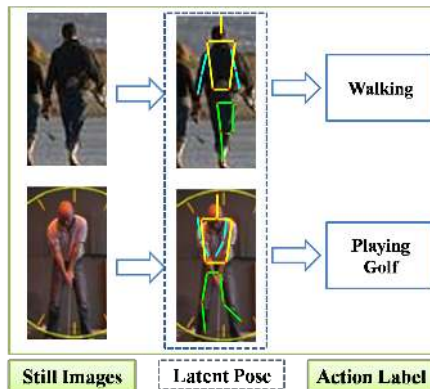 Walking
Playing
Golf
Still Images
Latent Pose
Action Label